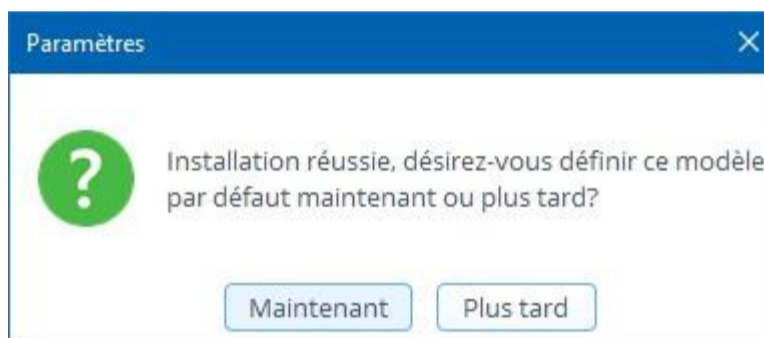 Paramètres
Installation réussie, désirez-vous définir ce modèle
par défaut maintenant ou plus tard?
Maintenant Plus tard